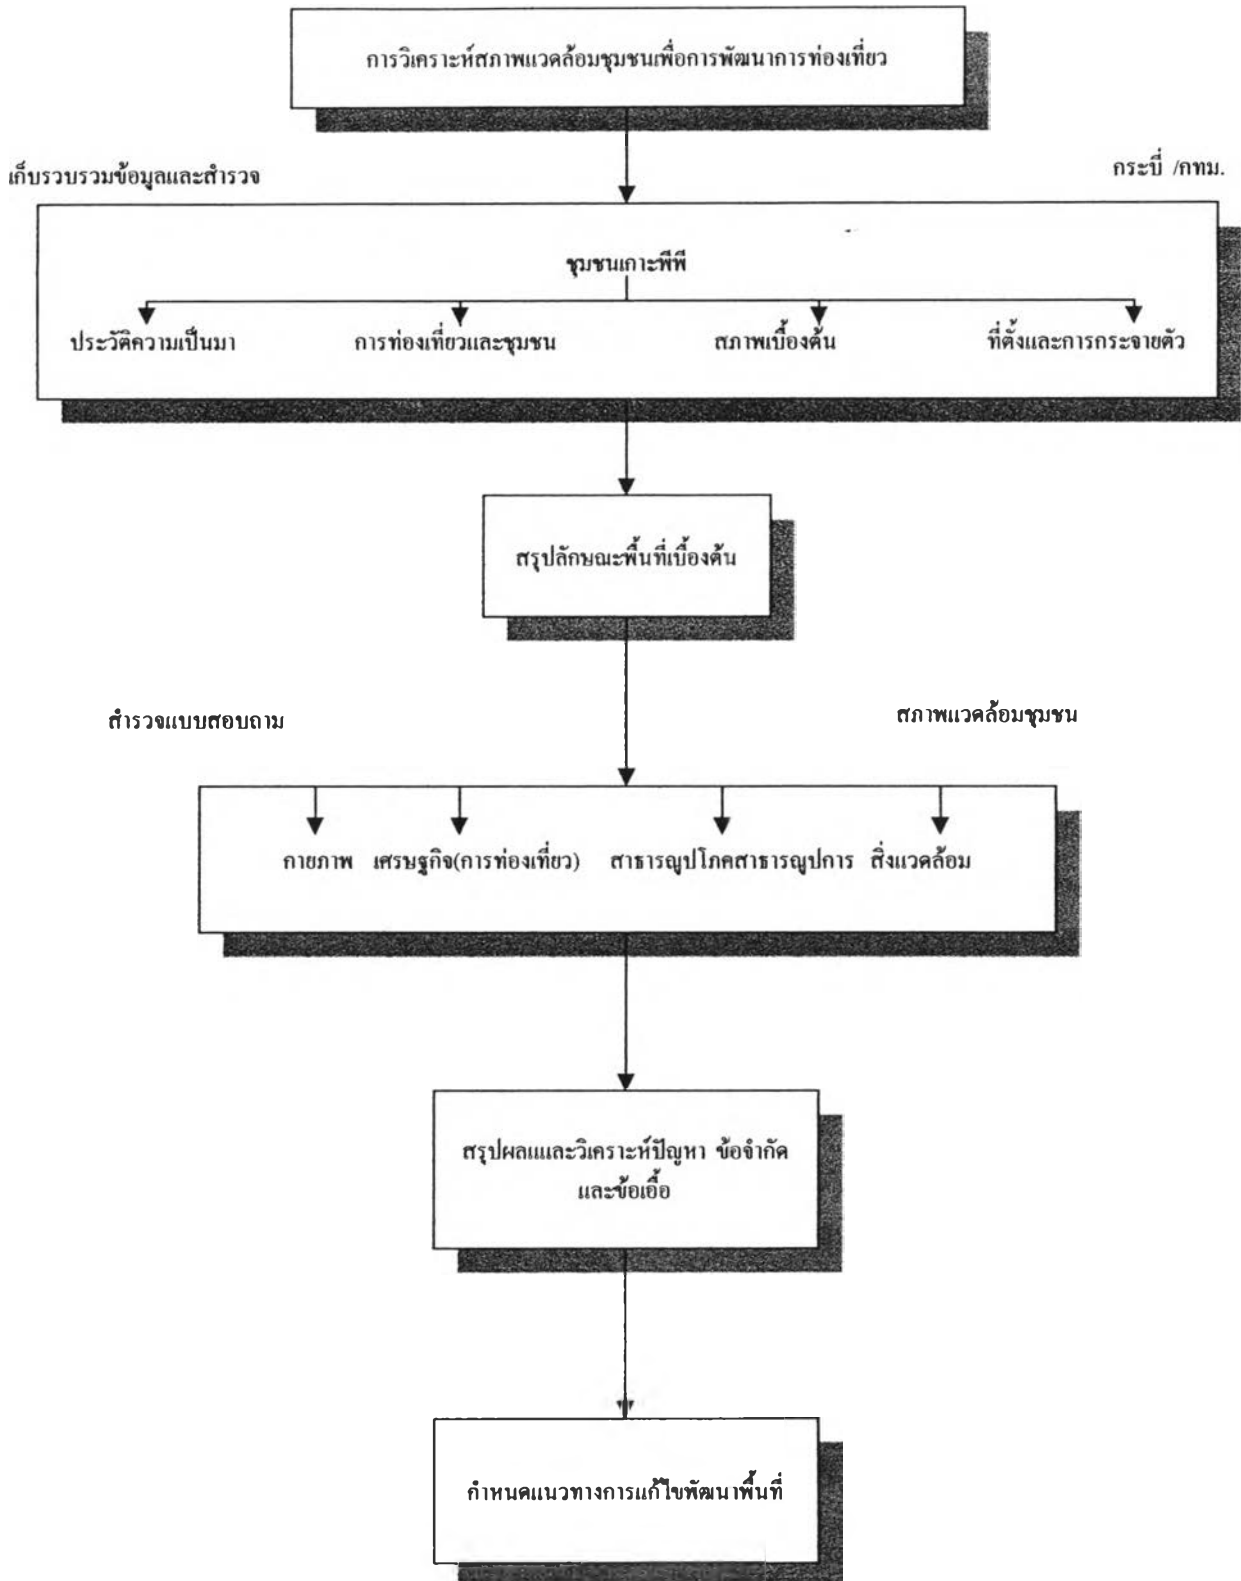 การวิเคราะห์สภาพแวดล้อมชุมชนเพื่อการพัฒนาการท่องเที่ยว
เก็บรวบรวมข้อมูลและสำรวจ กระบี่ /กทม.
ชุมชนเกาะพีพี
ประวัติความเป็นมา การท่องเที่ยวและชุมชน สภาพเบื้องต้น ที่ตั้งและการกระจายตัว
สรุปลักษณะพื้นที่เบื้องต้น
สำรวจแบบสอบถาม สภาพแวดล้อมชุมชน
กายภาพ เศรษฐกิจ(การท่องเที่ยว) สาธารณูปโภคสาธารณูปการ สิ่งแวดล้อม
สรุปผลแและวิเคราะห์ปัญหา ข้อจำกัด
และข้อเอื้อ
กำหนดแนวทางการแก้ไขพัฒนาพื้นที่